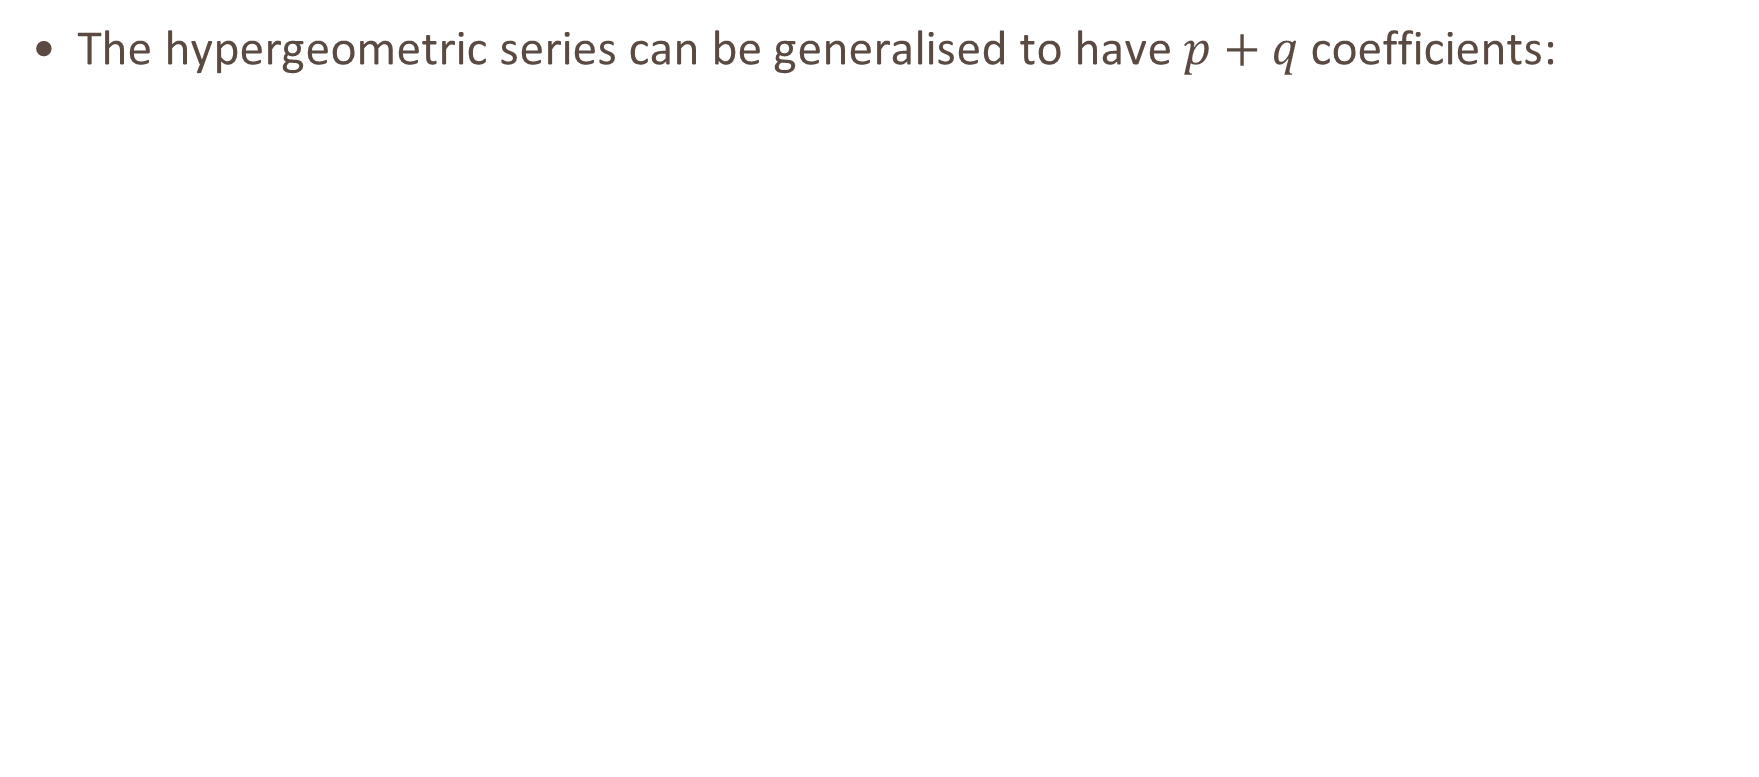 • The hypergeometric series can be generalised to have 𝑝 + 𝑞 coefficients: